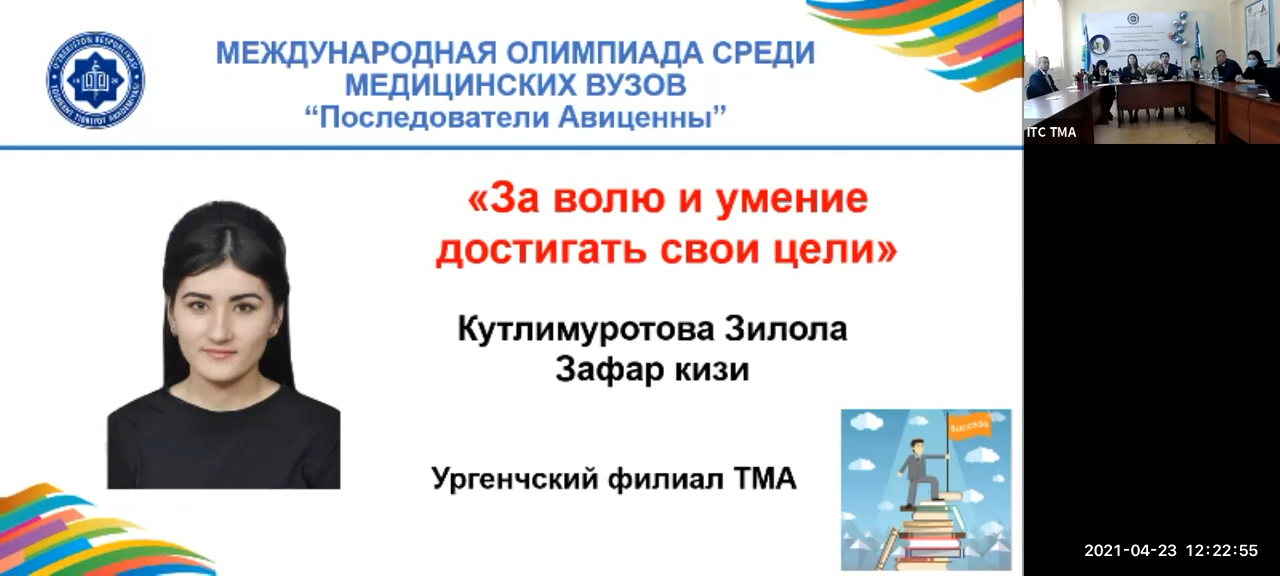 МЕЖДУНАРОДНАЯ ОЛИМПИАДА СРЕДИ
МЕДИЦИНСКИХ ВУЗОВ
“Последователи Авиценны”
«За волю и умение
достигать свои цели»
Кутлимуротова Зилола
Зафар кизи
Ургенчский филиал ТМА
success
ITC TMA
2021-04-23 12:22:55